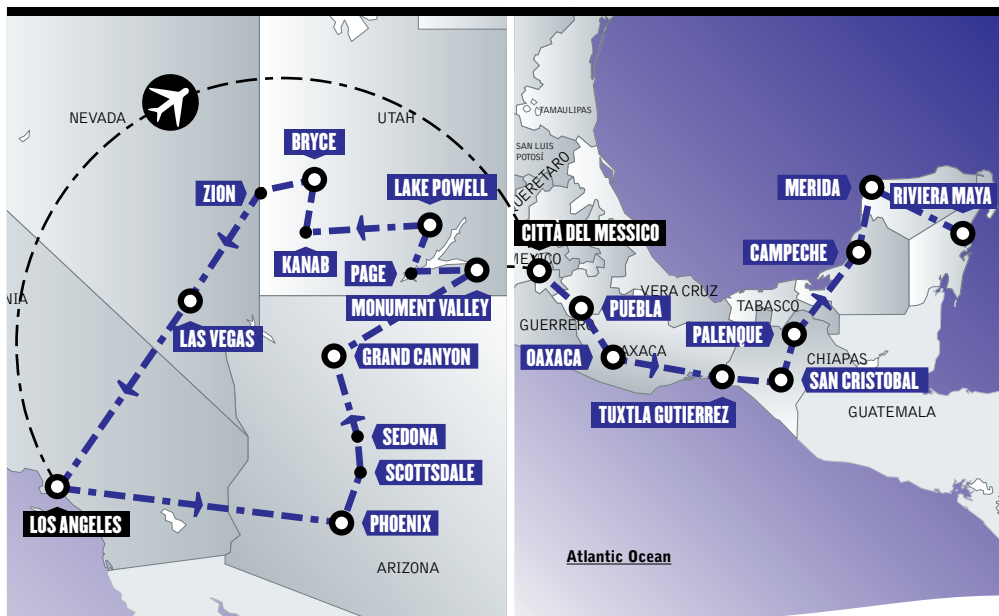 NEVADA
UTAH
BRYCE
ZION
LAKE POWELL
KANAB
PAGE
MONUMENT VALLEY
NIA
LAS VEGAS
GRAND CANYON
SEDONA
SCOTTSDALE
LOS ANGELES
PHOENIX
ARIZONA
TAMAULIPAS
SAN LUIS
POTOSÍ
QUERETARO
MERIDA
RIVIERA MAYA
CITTÀ DEL MESSICO
MEXICO
CAMPECHE
VERA CRUZ
TABASCO
PUEBLA
GUERRERO
PALENQUE
OAXACA
OAXACA
CHIAPAS
SAN CRISTOBAL
TUXTLA GUTIERREZ
GUATEMALA
Atlantic Ocean